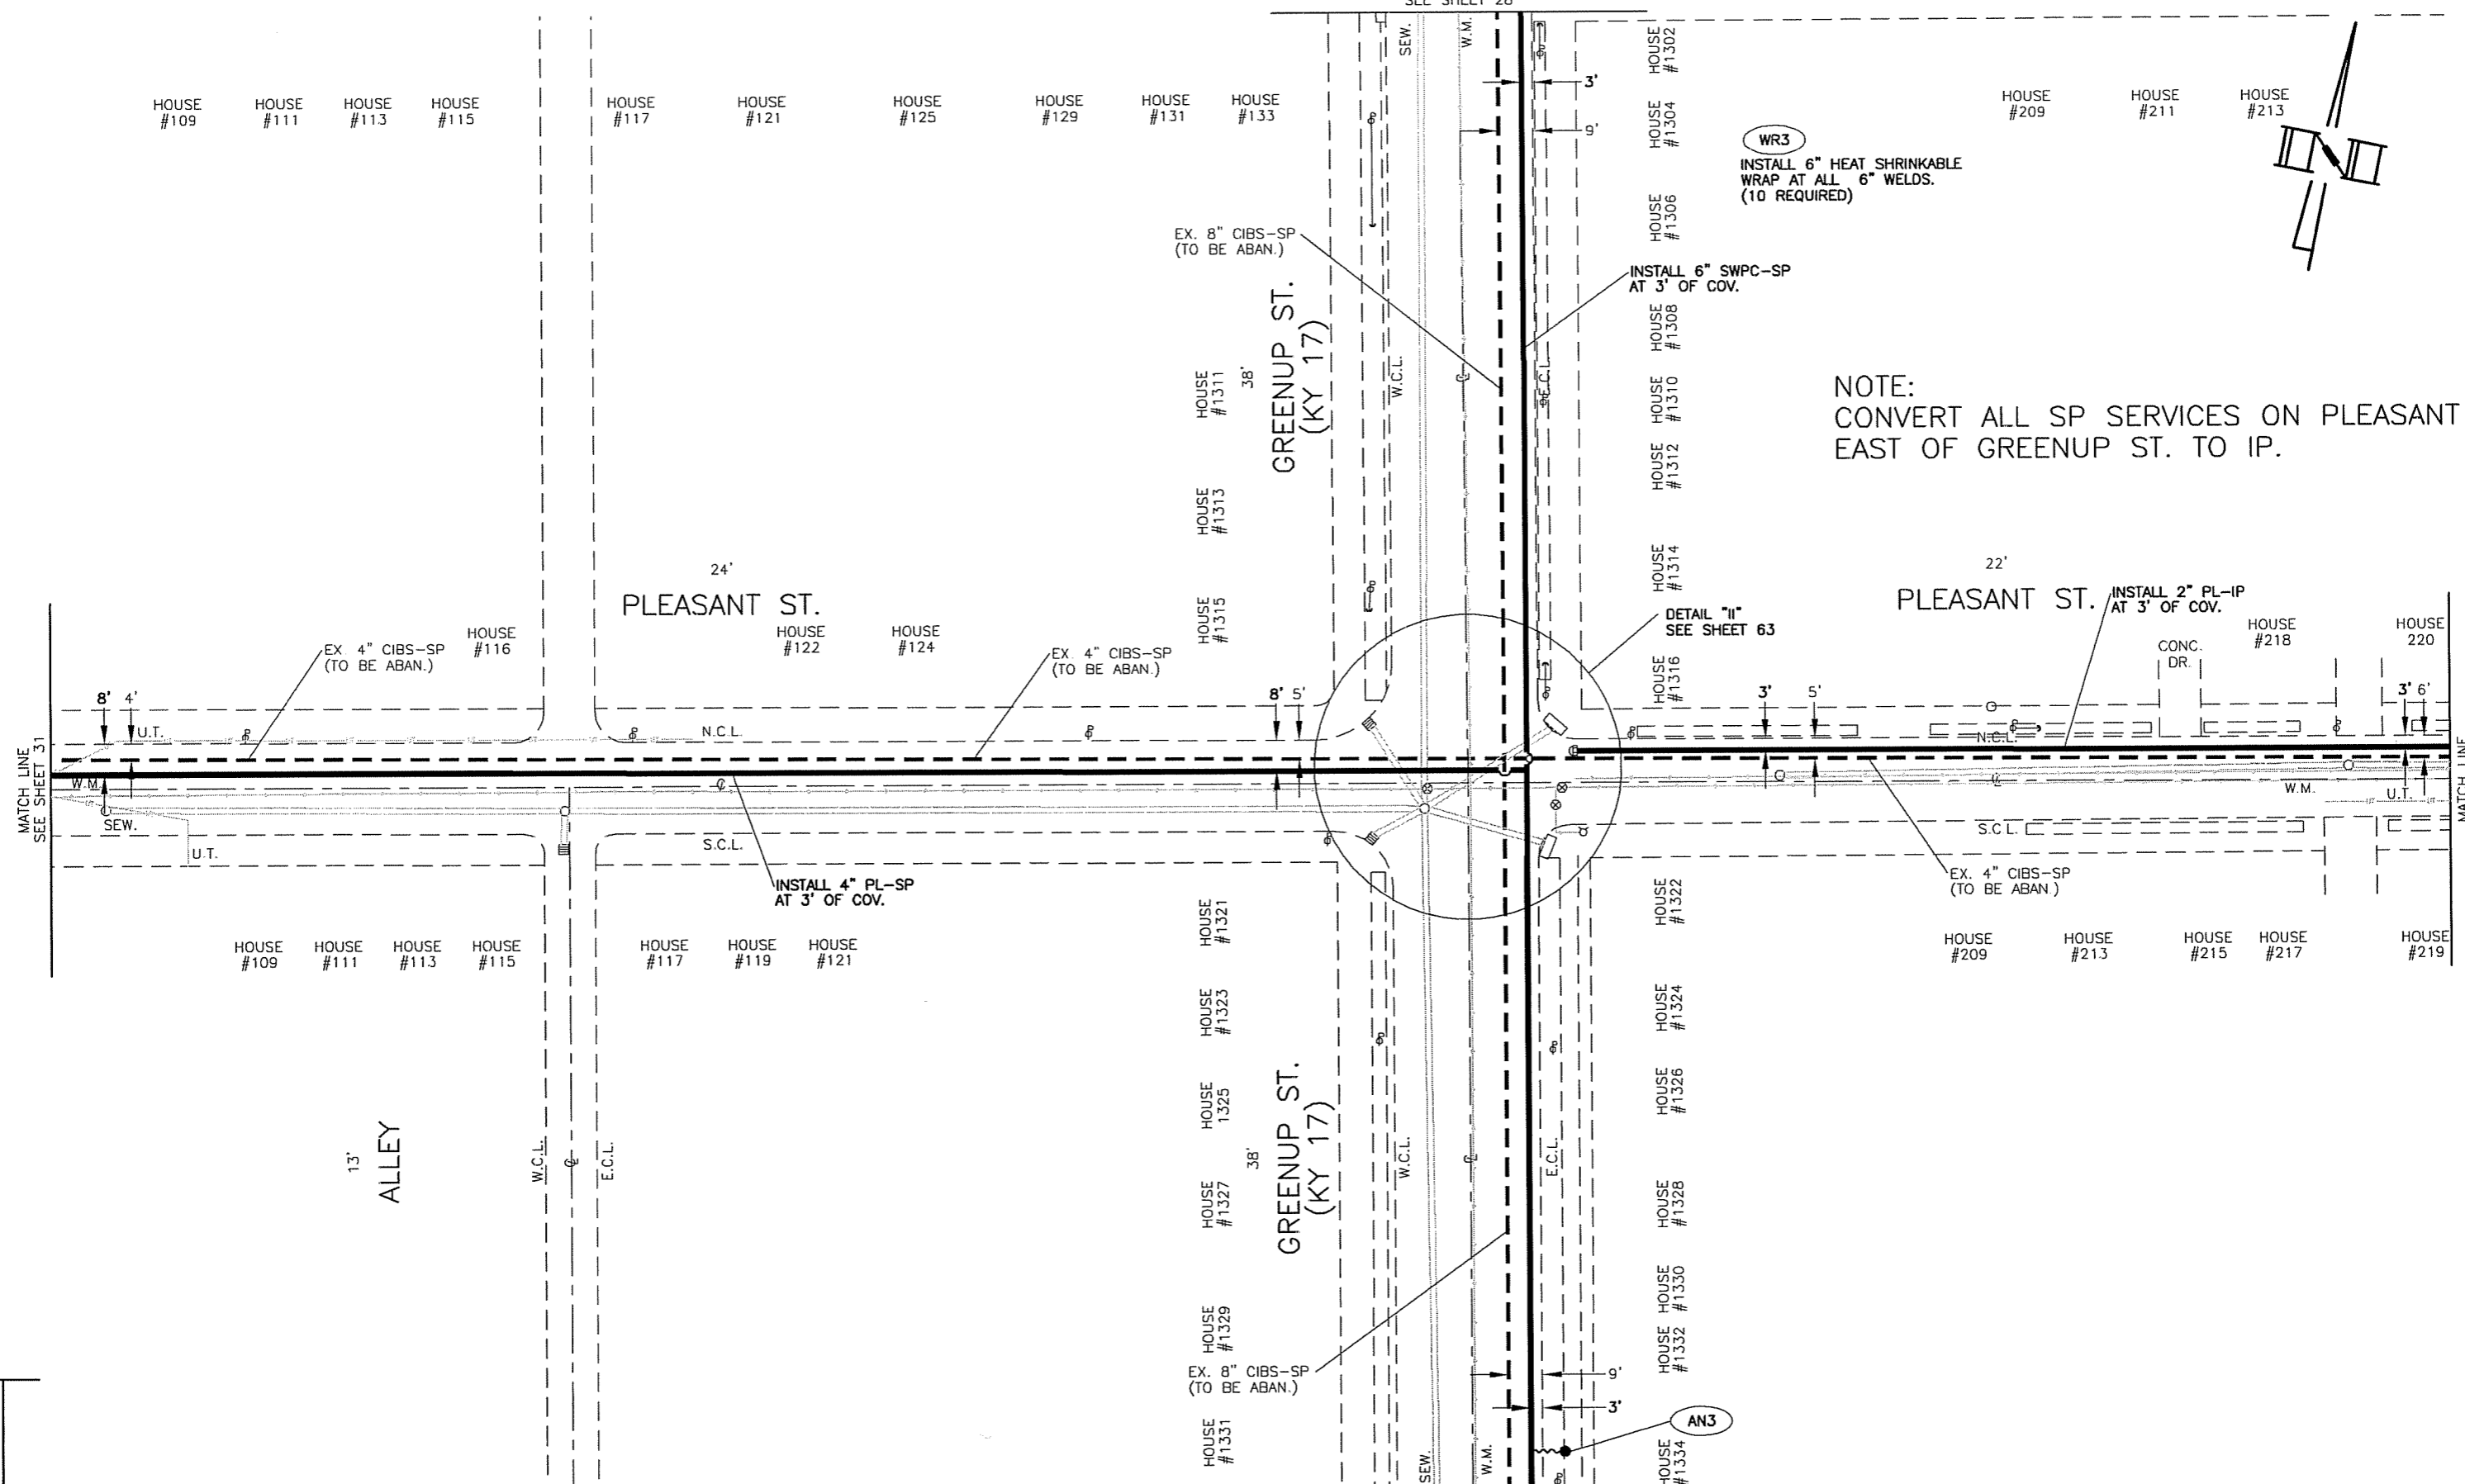 SEE SHEET 28
SEW.
W.M.
HOUSE
#1302
3'
HOUSE
#109
HOUSE
#111
HOUSE
#113
HOUSE
#115
HOUSE
#117
HOUSE
#121
HOUSE
#125
HOUSE
#129
HOUSE
#131
HOUSE
#133
9'
HOUSE
#1304
HOUSE
#209
HOUSE
#211
HOUSE
#213
WR3
INSTALL 6" HEAT SHRINKABLE
WRAP AT ALL 6" WELDS.
(10 REQUIRED)
HOUSE
#1306
EX. 8" CIBS-SP
(TO BE ABAN.)
INSTALL 6" SWPC-SP
AT 3' OF COV.
HOUSE
#1308
HOUSE
#1311
38'
GREENUP ST.
(KY 17)
W.C.L.
E.C.L.
HOUSE
#1310
NOTE:
CONVERT ALL SP SERVICES ON PLEASANT
EAST OF GREENUP ST. TO IP.
HOUSE
#1312
HOUSE
#1313
HOUSE
#1314
24'
PLEASANT ST.
22'
PLEASANT ST.
INSTALL 2" PL-IP
AT 3' OF COV.
HOUSE
#1315
DETAIL "II"
SEE SHEET 63
EX. 4" CIBS-SP
(TO BE ABAN.)
HOUSE
#116
HOUSE
#122
HOUSE
#124
EX. 4" CIBS-SP
(TO BE ABAN.)
HOUSE
#1316
CONC.
DR.
HOUSE
#218
HOUSE
220
8' 4'
8' 5'
3'
5'
3' 6'
MATCH LINE
SEE SHEET 31
U.T.
N.C.L.
N.C.L.
W.M.
SEW.
U.T.
S.C.L.
W.M.
U.T.
S.C.L.
MATCH LINE
INSTALL 4" PL-SP
AT 3' OF COV.
EX. 4" CIBS-SP
(TO BE ABAN.)
HOUSE
#1321
HOUSE
#1322
HOUSE
#109
HOUSE
#111
HOUSE
#113
HOUSE
#115
HOUSE
#117
HOUSE
#119
HOUSE
#121
HOUSE
#209
HOUSE
#213
HOUSE
#215
HOUSE
#217
HOUSE
#219
HOUSE
#1323
HOUSE
#1324
HOUSE
1325
HOUSE
#1326
13'
ALLEY
W.C.L.
E.C.L.
38'
GREENUP ST.
(KY 17)
W.C.L.
E.C.L.
HOUSE
#1327
HOUSE
#1328
HOUSE
#1329
HOUSE
#1330
HOUSE
#1332
EX. 8" CIBS-SP
(TO BE ABAN.)
9'
3'
AN3
HOUSE
#1331
SEW.
W.M.
HOUSE
#1334